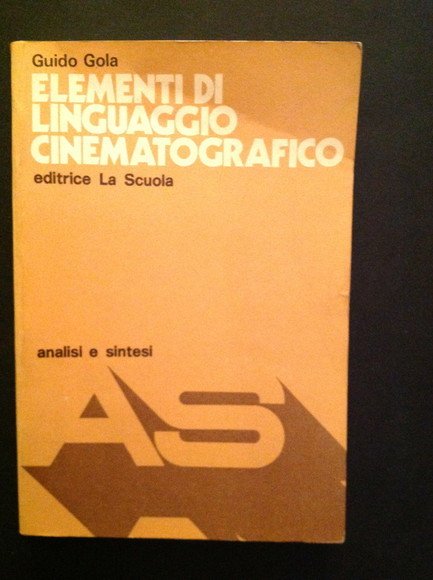 Guido Gola
ELEMENTI DI
LINGUAGGIO
CINEMATOGRAFICO
editrice La Scuola
analisi e sintesi
AS
A